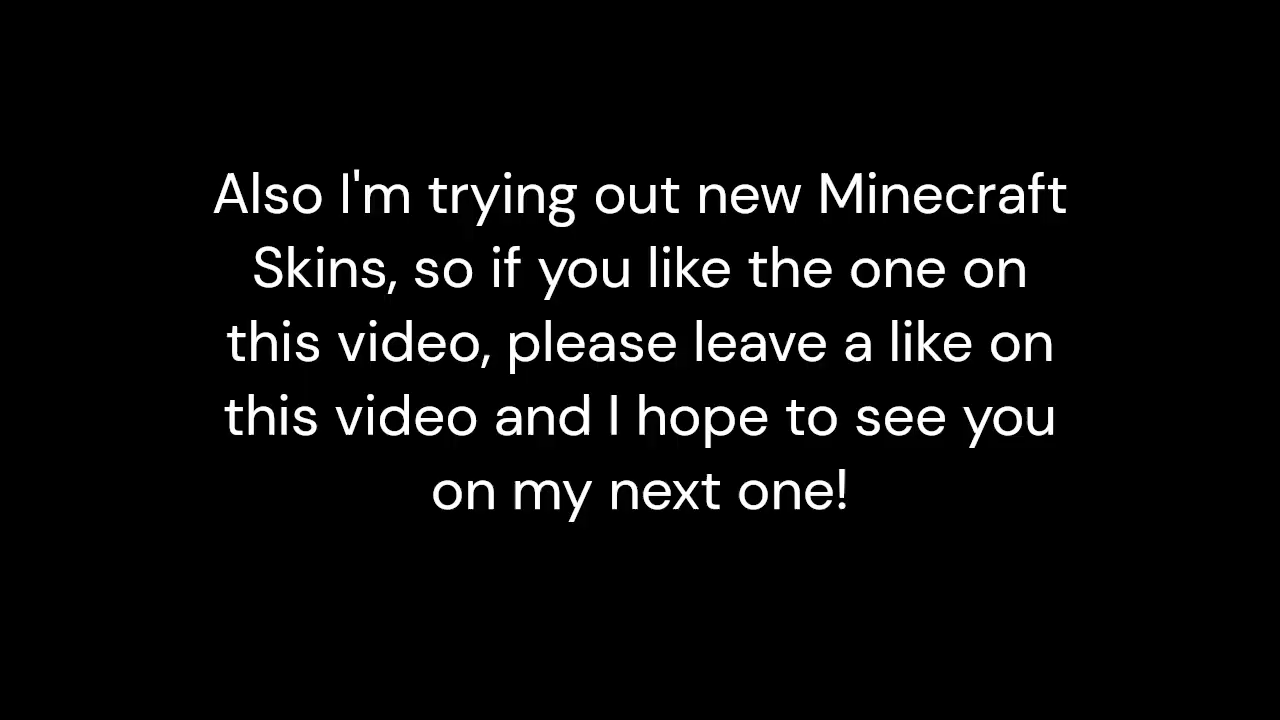 Also I'm trying out new Minecraft
Skins, so if you like the one on
this video, please leave a like on
this video and I hope to see you
on my next one!